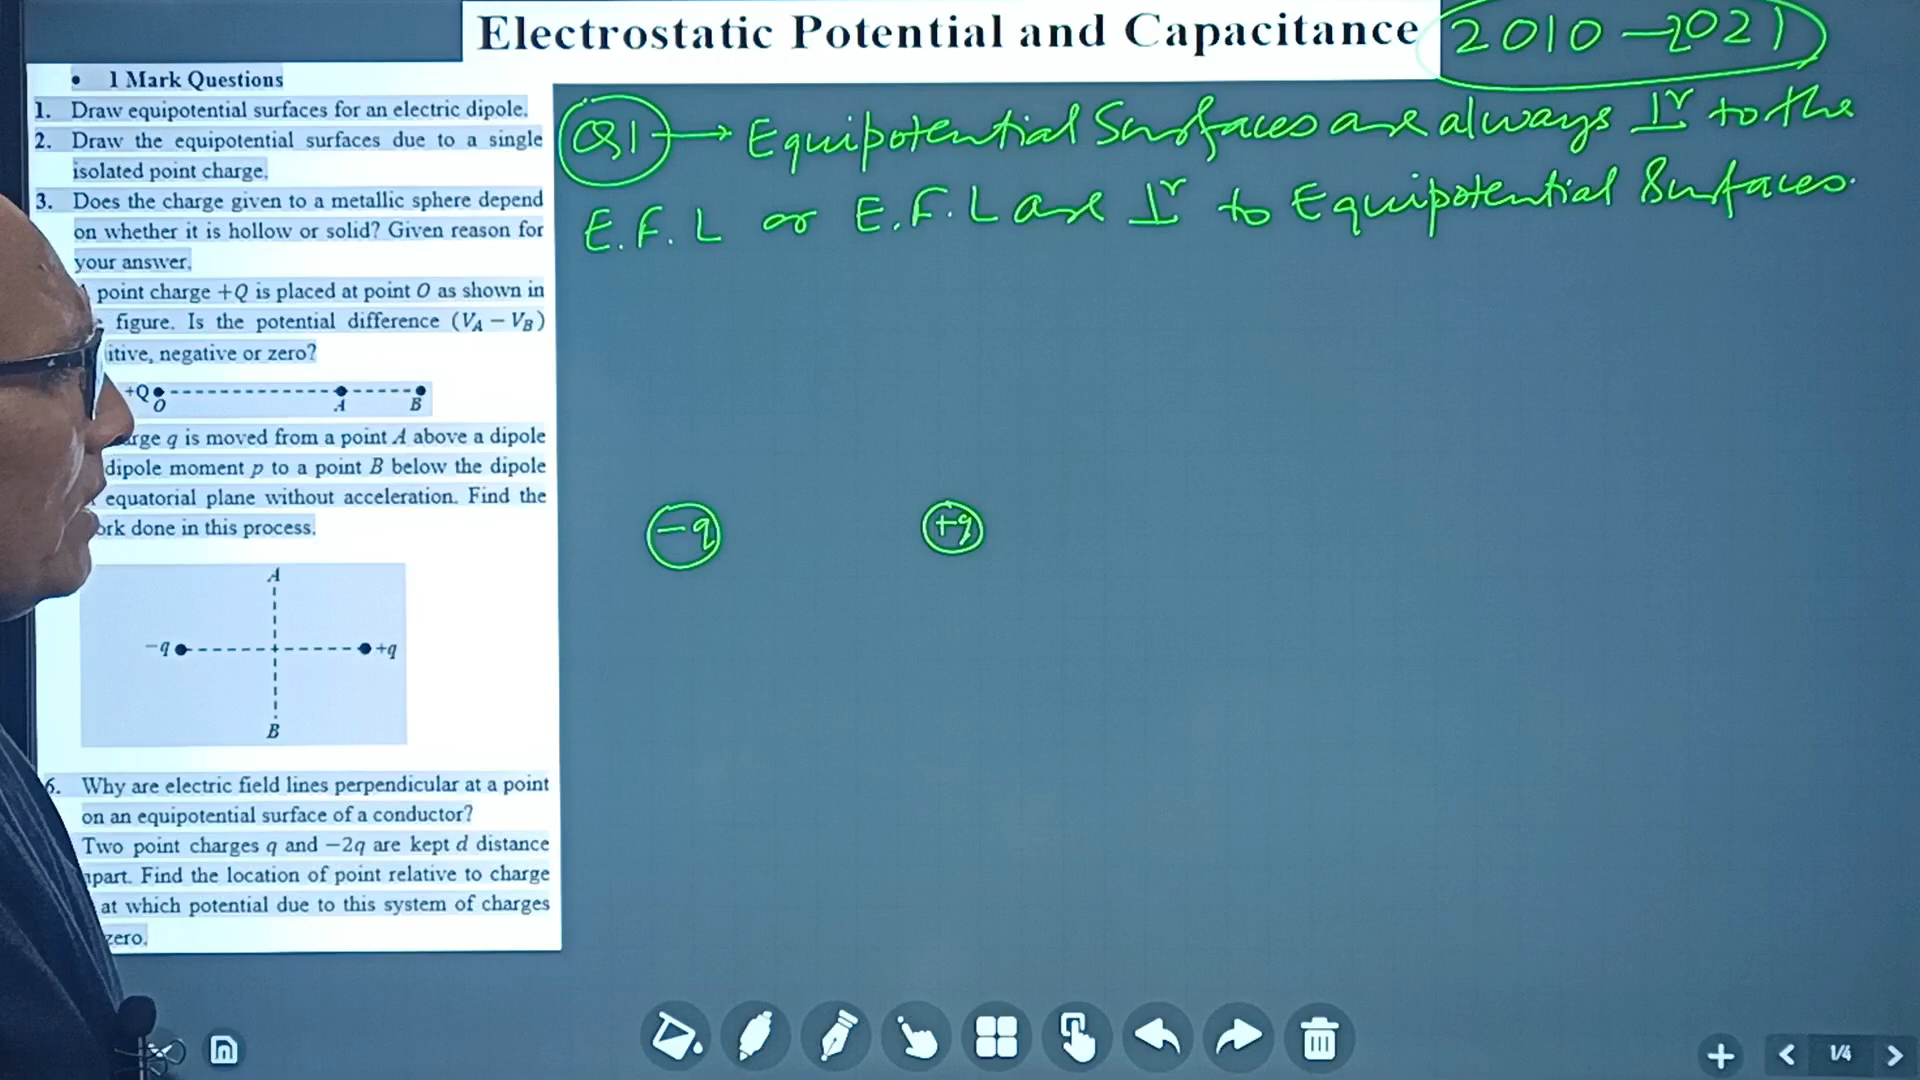 Electrostatic Potential and Capacitance
2010-2021
• 1 Mark Questions
1. Draw equipotential surfaces for an electric dipole.
2. Draw the equipotential surfaces due to a single
isolated point charge.
3. Does the charge given to a metallic sphere depend
on whether it is hollow or solid? Given reason for
your answer.
point charge +Q is placed at point O as shown in
figure. Is the potential difference (V_A − V_B)
itive, negative or zero?
+Q
O A B
rge q is moved from a point A above a dipole
dipole moment p to a point B below the dipole
equatorial plane without acceleration. Find the
ork done in this process.
A
−q +q
B
6. Why are electric field lines perpendicular at a point
on an equipotential surface of a conductor?
Two point charges q and −2q are kept d distance
apart. Find the location of point relative to charge
at which potential due to this system of charges
zero.
Q1 → Equipotential Surfaces are always ⊥r to the
E.F.L or E.F.L are ⊥r to Equipotential Surfaces.
−q +q
1/4